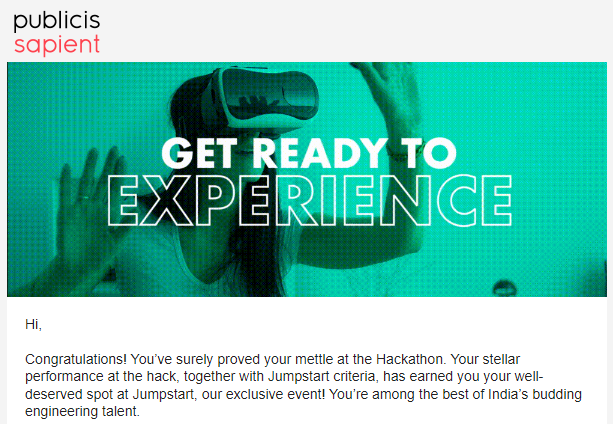 publicis
sapient
GET READY TO
EXPERIENCE
Hi,
Congratulations! You've surely proved your mettle at the Hackathon. Your stellar
performance at the hack, together with Jumpstart criteria, has earned you your well-
deserved spot at Jumpstart, our exclusive event! You're among the best of India's budding
engineering talent.